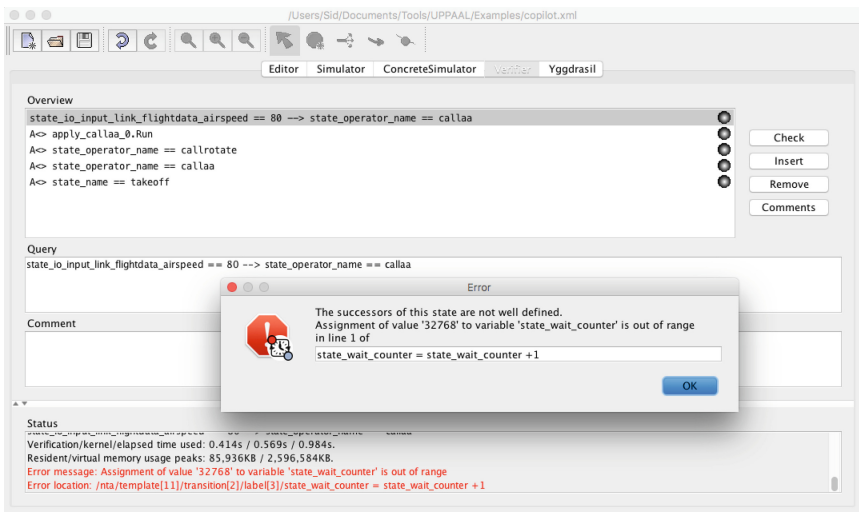 /Users/Sid/Documents/Tools/UPPAAL/Examples/copilot.xml
Editor Simulator ConcreteSimulator Verifier Yggdrasil
Overview
state_io_input_link_flightdata_airspeed == 80 --> state_operator_name == callaa
A<> apply_callaa_0.Run
A<> state_operator_name == callrotate
A<> state_operator_name == callaa
A<> state_name == takeoff
Check
Insert
Remove
Comments
Query
state_io_input_link_flightdata_airspeed == 80 --> state_operator_name == callaa
Error
The successors of this state are not well defined.
Assignment of value '32768' to variable 'state_wait_counter' is out of range
in line 1 of
state_wait_counter = state_wait_counter +1
OK
Comment
Status
Verification/kernel/elapsed time used: 0.414s / 0.569s / 0.984s.
Resident/virtual memory usage peaks: 85,936KB / 2,596,584KB.
Error message: Assignment of value '32768' to variable 'state_wait_counter' is out of range
Error location: /nta/template[11]/transition[2]/label[3]/state_wait_counter = state_wait_counter +1